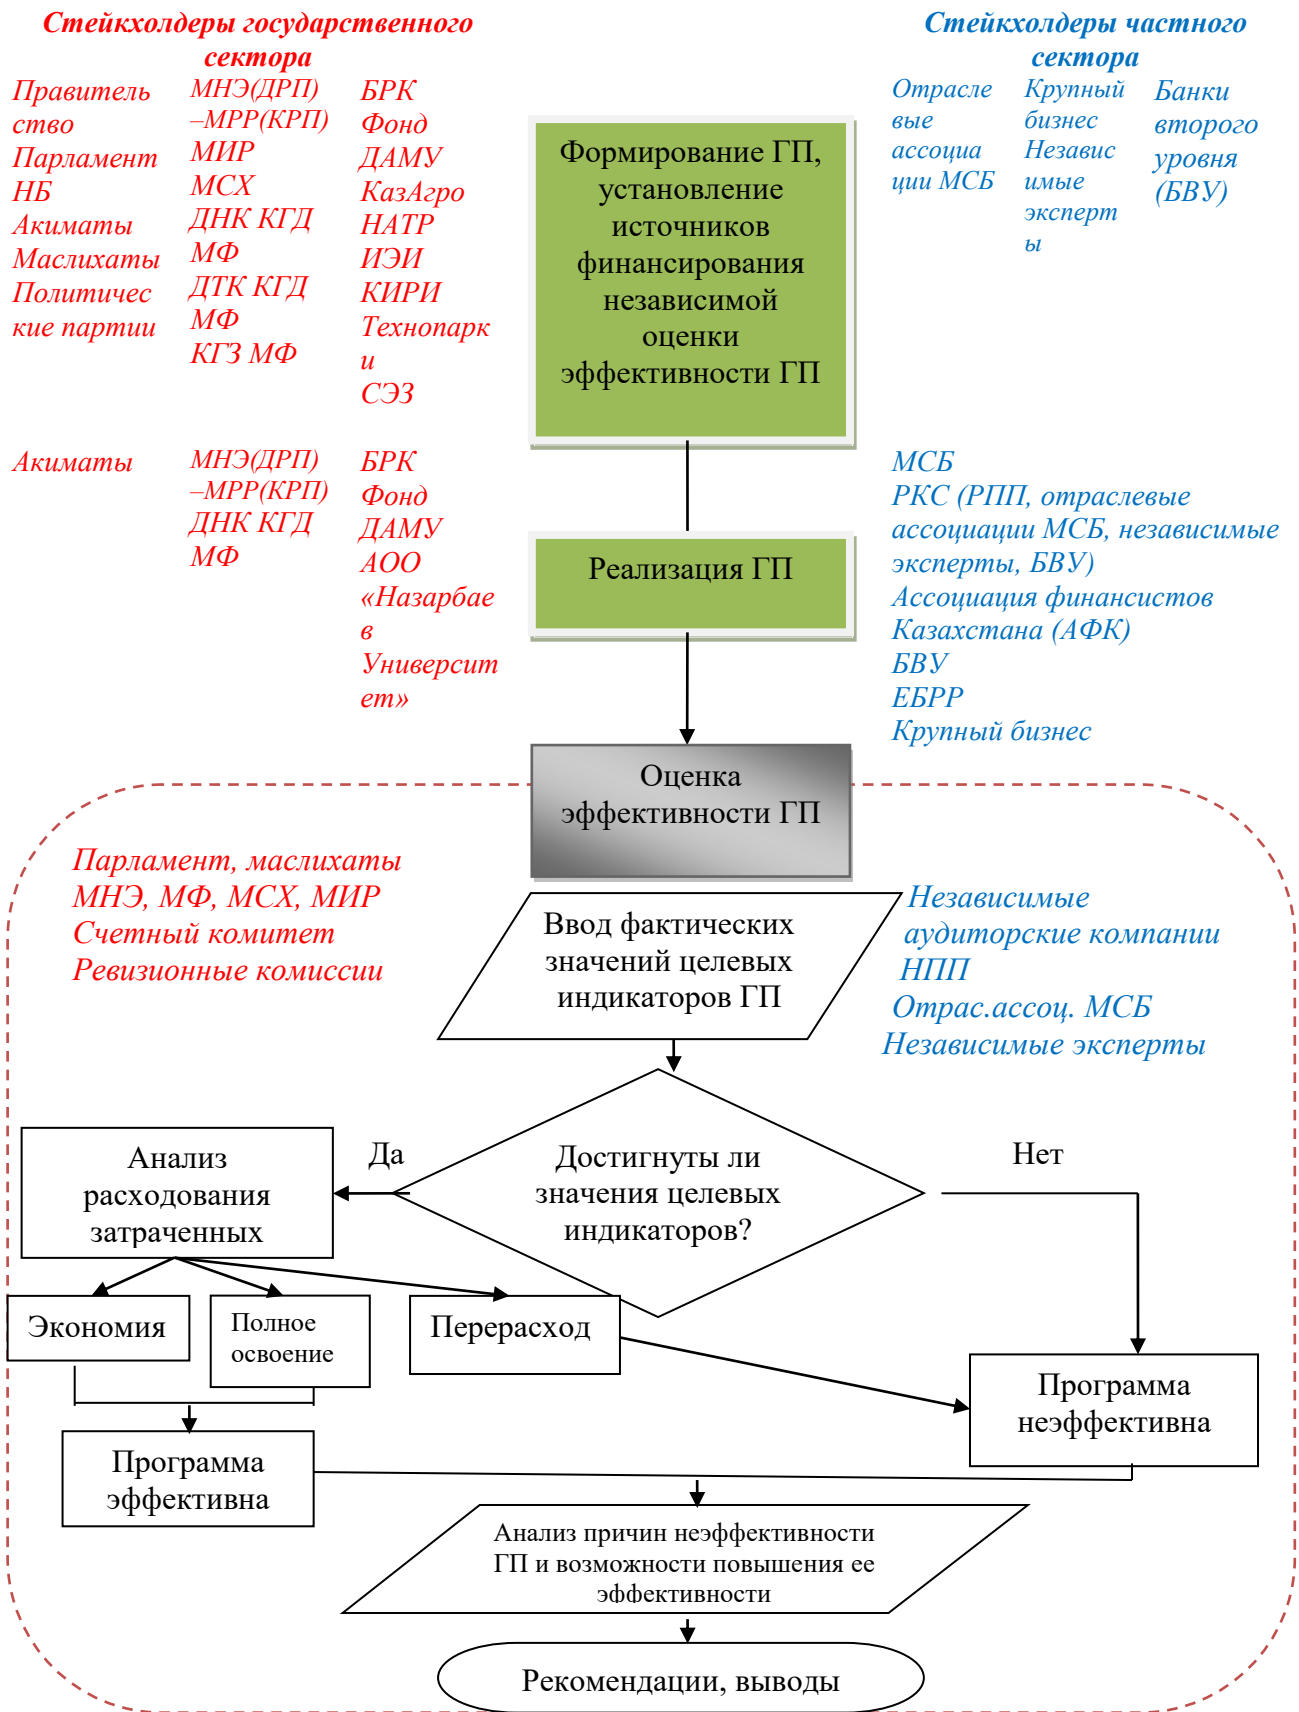 Стейкхолдеры государственного
сектора
Стейкхолдеры частного
сектора
Правитель
ство
Парламент
НБ
Акиматы
Маслихаты
Политичес
кие партии
МНЭ(ДРП)
–МРР(КРП)
МИР
МСХ
ДНК КГД
МФ
ДТК КГД
МФ
КГЗ МФ
БРК
Фонд
ДАМУ
КазАгро
НАТР
ИЭИ
КИРИ
Технопарк
и
СЭЗ
Формирование ГП,
установление
источников
финансирования
независимой
оценки
эффективности ГП
Отрасле
вые
ассоциа
ции МСБ
Крупный
бизнес
Независ
имые
эксперт
ы
Банки
второго
уровня
(БВУ)
Акиматы
МНЭ(ДРП)
–МРР(КРП)
ДНК КГД
МФ
БРК
Фонд
ДАМУ
АОО
«Назарбае
в
Университ
ет»
Реализация ГП
МСБ
РКС (РПП, отраслевые
ассоциации МСБ, независимые
эксперты, БВУ)
Ассоциация финансистов
Казахстана (АФК)
БВУ
ЕБРР
Крупный бизнес
Оценка
эффективности ГП
Парламент, маслихаты
МНЭ, МФ, МСХ, МИР
Счетный комитет
Ревизионные комиссии
Ввод фактических
значений целевых
индикаторов ГП
Независимые
аудиторские компании
НПП
Отрас.ассоц. МСБ
Независимые эксперты
Анализ
расходования
затраченных
Да
Достигнуты ли
значения целевых
индикаторов?
Нет
Экономия
Полное
освоение
Перерасход
Программа
неэффективна
Программа
эффективна
Анализ причин неэффективности
ГП и возможности повышения ее
эффективности
Рекомендации, выводы